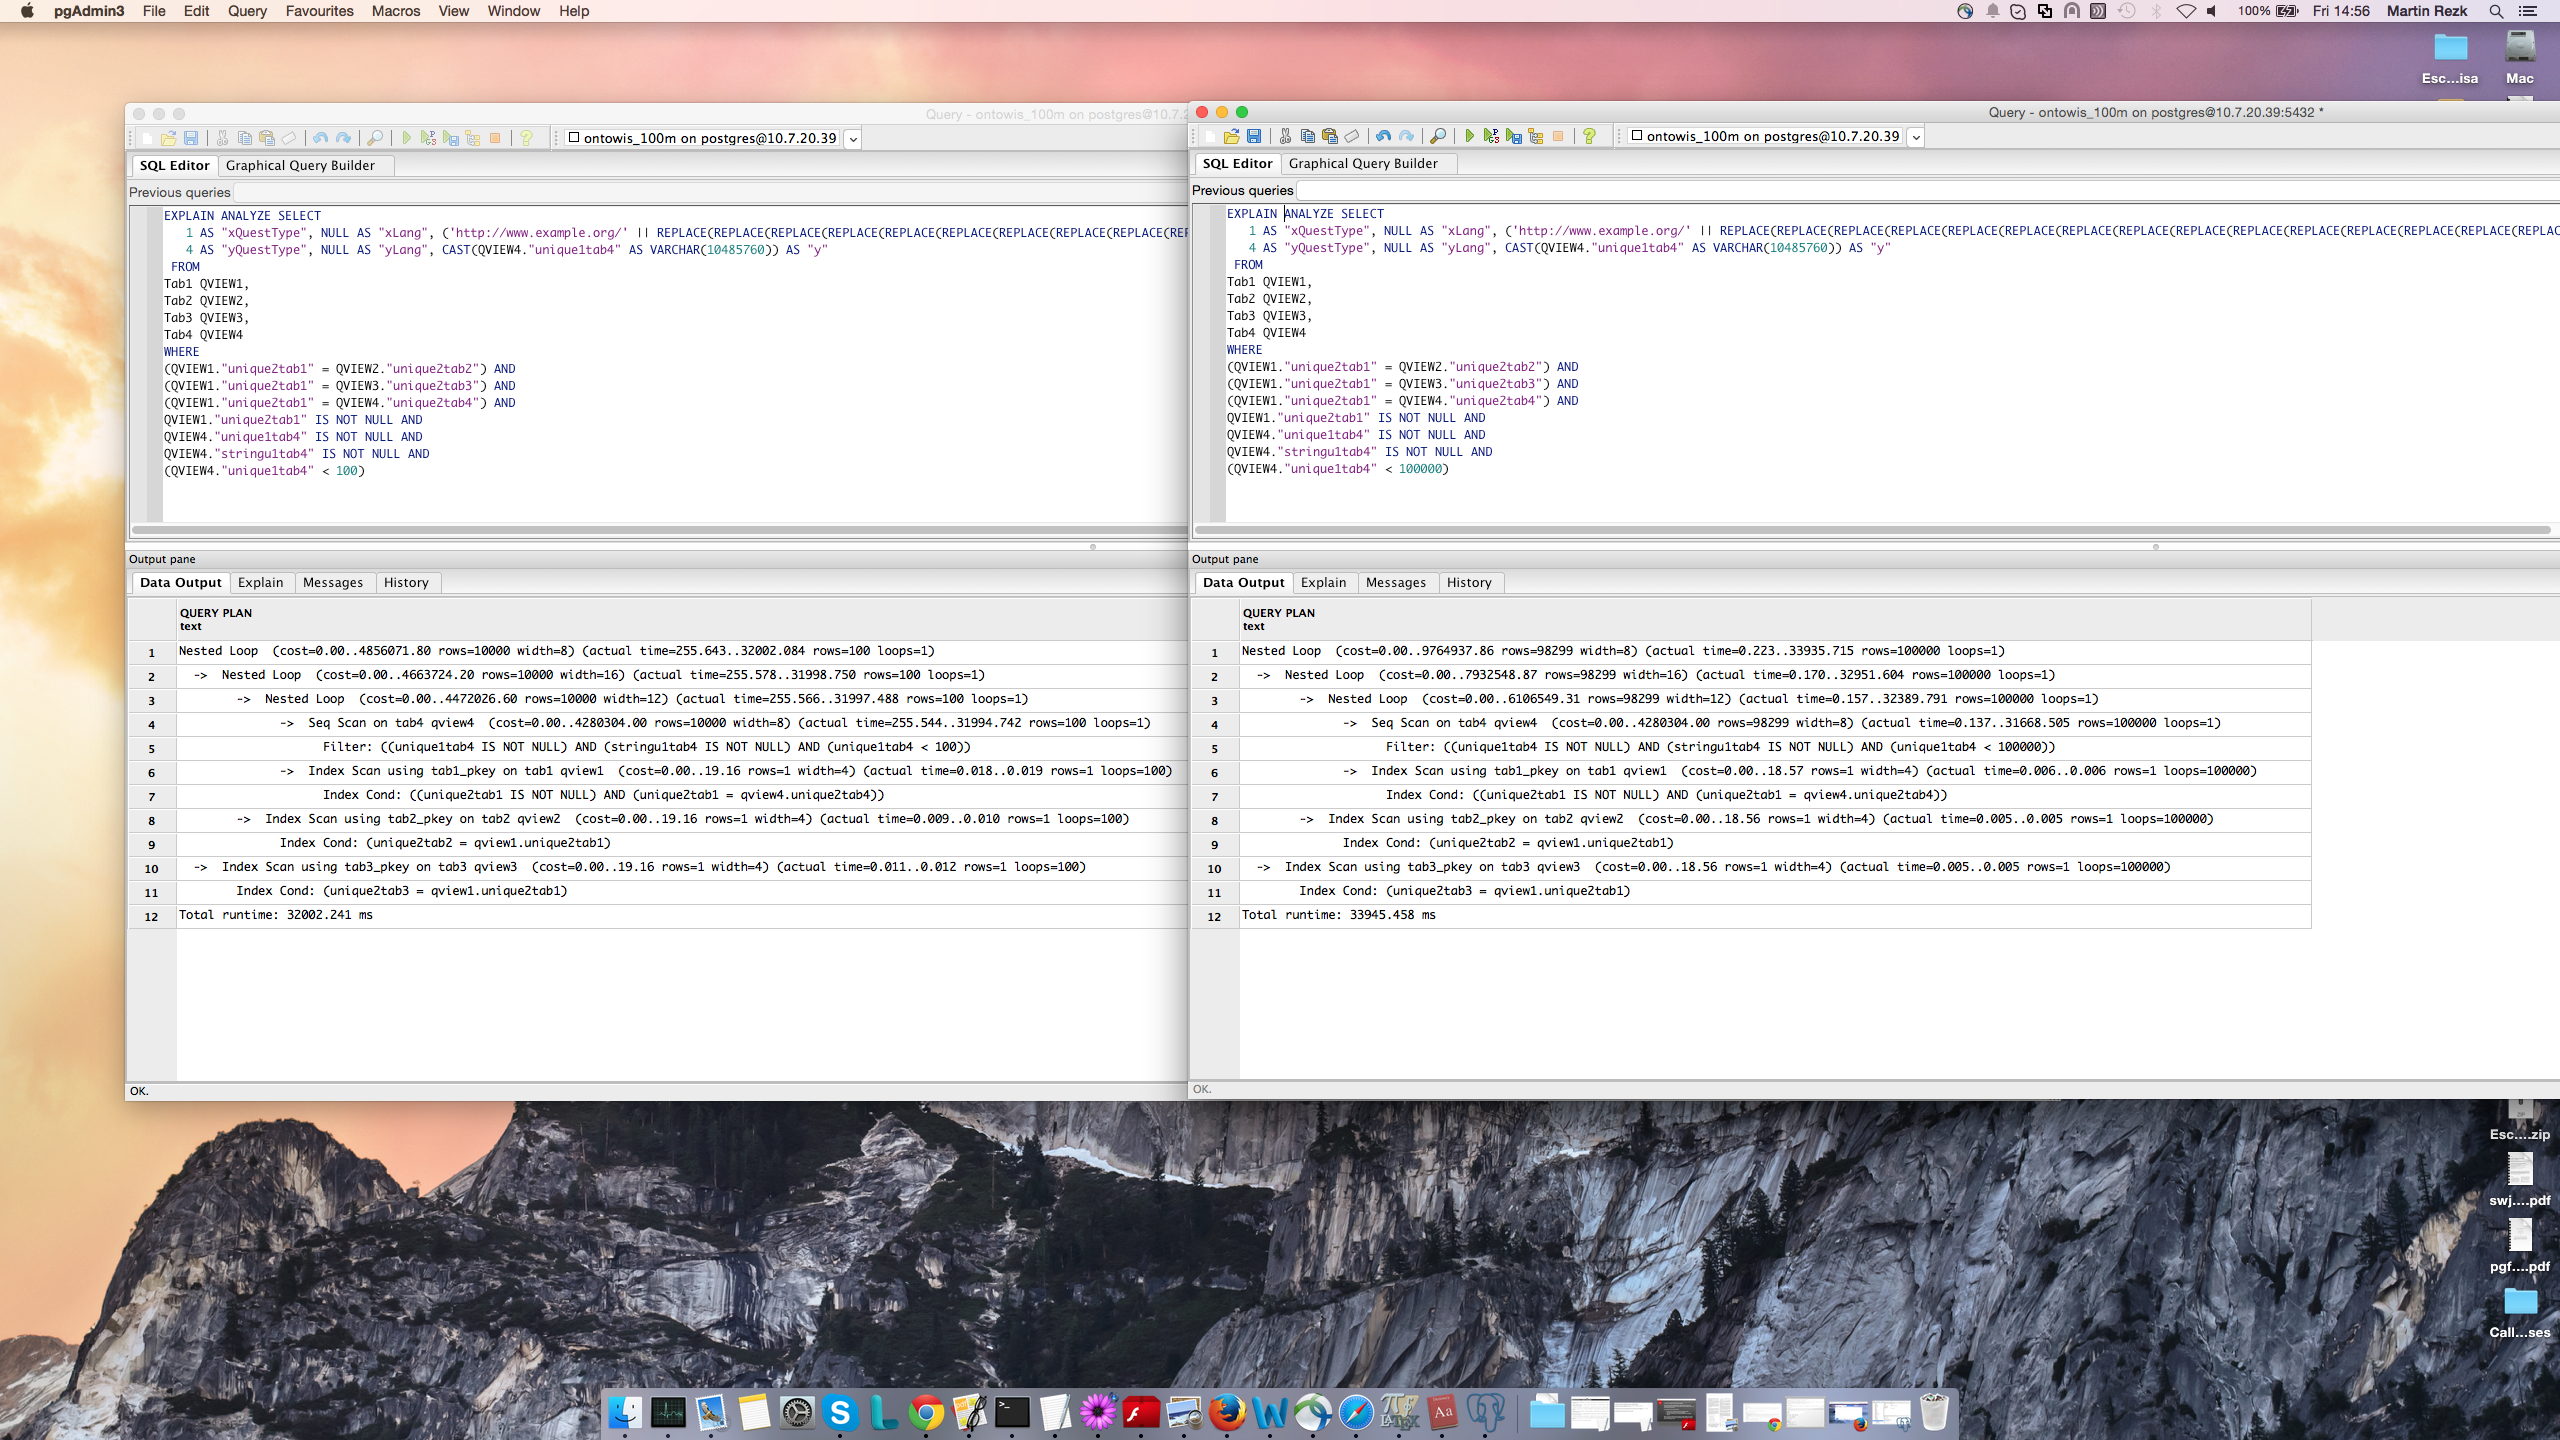 pgAdmin3 File Edit Query Favourites Macros View Window Help
100% Fri 14:56 Martin Rezk
Esc...isa
Mac
Query - ontowis_100m on postgres@10.7.2
ontowis_100m on postgres@10.7.20.39
SQL Editor Graphical Query Builder
Previous queries
EXPLAIN ANALYZE SELECT
1 AS "xQuestType", NULL AS "xLang", ('http://www.example.org/' || REPLACE(REPLACE(REPLACE(REPLACE(REPLACE(REPLACE(REPLACE(REPLACE(REPLACE(RE
4 AS "yQuestType", NULL AS "yLang", CAST(QVIEW4."unique1tab4" AS VARCHAR(10485760)) AS "y"
FROM
Tab1 QVIEW1,
Tab2 QVIEW2,
Tab3 QVIEW3,
Tab4 QVIEW4
WHERE
(QVIEW1."unique2tab1" = QVIEW2."unique2tab2") AND
(QVIEW1."unique2tab1" = QVIEW3."unique2tab3") AND
(QVIEW1."unique2tab1" = QVIEW4."unique2tab4") AND
QVIEW1."unique2tab1" IS NOT NULL AND
QVIEW4."unique1tab4" IS NOT NULL AND
QVIEW4."stringu1tab4" IS NOT NULL AND
(QVIEW4."unique1tab4" < 100)
Output pane
Data Output Explain Messages History
QUERY PLAN
text
1 Nested Loop (cost=0.00..4856071.80 rows=10000 width=8) (actual time=255.643..32002.084 rows=100 loops=1)
2 -> Nested Loop (cost=0.00..4663724.20 rows=10000 width=16) (actual time=255.578..31998.750 rows=100 loops=1)
3 -> Nested Loop (cost=0.00..4472026.60 rows=10000 width=12) (actual time=255.566..31997.488 rows=100 loops=1)
4 -> Seq Scan on tab4 qview4 (cost=0.00..4280304.00 rows=10000 width=8) (actual time=255.544..31994.742 rows=100 loops=1)
5 Filter: ((unique1tab4 IS NOT NULL) AND (stringu1tab4 IS NOT NULL) AND (unique1tab4 < 100))
6 -> Index Scan using tab1_pkey on tab1 qview1 (cost=0.00..19.16 rows=1 width=4) (actual time=0.018..0.019 rows=1 loops=100)
7 Index Cond: ((unique2tab1 IS NOT NULL) AND (unique2tab1 = qview4.unique2tab4))
8 -> Index Scan using tab2_pkey on tab2 qview2 (cost=0.00..19.16 rows=1 width=4) (actual time=0.009..0.010 rows=1 loops=100)
9 Index Cond: (unique2tab2 = qview1.unique2tab1)
10 -> Index Scan using tab3_pkey on tab3 qview3 (cost=0.00..19.16 rows=1 width=4) (actual time=0.011..0.012 rows=1 loops=100)
11 Index Cond: (unique2tab3 = qview1.unique2tab1)
12 Total runtime: 32002.241 ms
OK.
Query - ontowis_100m on postgres@10.7.20.39:5432 *
ontowis_100m on postgres@10.7.20.39
SQL Editor Graphical Query Builder
Previous queries
EXPLAIN ANALYZE SELECT
1 AS "xQuestType", NULL AS "xLang", ('http://www.example.org/' || REPLACE(REPLACE(REPLACE(REPLACE(REPLACE(REPLACE(REPLACE(REPLACE(REPLACE(REPLACE(REPLACE(REPLACE(REPLACE(REPLACE(REPLAC
4 AS "yQuestType", NULL AS "yLang", CAST(QVIEW4."unique1tab4" AS VARCHAR(10485760)) AS "y"
FROM
Tab1 QVIEW1,
Tab2 QVIEW2,
Tab3 QVIEW3,
Tab4 QVIEW4
WHERE
(QVIEW1."unique2tab1" = QVIEW2."unique2tab2") AND
(QVIEW1."unique2tab1" = QVIEW3."unique2tab3") AND
(QVIEW1."unique2tab1" = QVIEW4."unique2tab4") AND
QVIEW1."unique2tab1" IS NOT NULL AND
QVIEW4."unique1tab4" IS NOT NULL AND
QVIEW4."stringu1tab4" IS NOT NULL AND
(QVIEW4."unique1tab4" < 100000)
Output pane
Data Output Explain Messages History
QUERY PLAN
text
1 Nested Loop (cost=0.00..9764937.86 rows=98299 width=8) (actual time=0.223..33935.715 rows=100000 loops=1)
2 -> Nested Loop (cost=0.00..7932548.87 rows=98299 width=16) (actual time=0.170..32951.604 rows=100000 loops=1)
3 -> Nested Loop (cost=0.00..6106549.31 rows=98299 width=12) (actual time=0.157..32389.791 rows=100000 loops=1)
4 -> Seq Scan on tab4 qview4 (cost=0.00..4280304.00 rows=98299 width=8) (actual time=0.137..31668.505 rows=100000 loops=1)
5 Filter: ((unique1tab4 IS NOT NULL) AND (stringu1tab4 IS NOT NULL) AND (unique1tab4 < 100000))
6 -> Index Scan using tab1_pkey on tab1 qview1 (cost=0.00..18.57 rows=1 width=4) (actual time=0.006..0.006 rows=1 loops=100000)
7 Index Cond: ((unique2tab1 IS NOT NULL) AND (unique2tab1 = qview4.unique2tab4))
8 -> Index Scan using tab2_pkey on tab2 qview2 (cost=0.00..18.56 rows=1 width=4) (actual time=0.005..0.005 rows=1 loops=100000)
9 Index Cond: (unique2tab2 = qview1.unique2tab1)
10 -> Index Scan using tab3_pkey on tab3 qview3 (cost=0.00..18.56 rows=1 width=4) (actual time=0.005..0.005 rows=1 loops=100000)
11 Index Cond: (unique2tab3 = qview1.unique2tab1)
12 Total runtime: 33945.458 ms
OK.
Esc....zip
swj....pdf
pgf....pdf
Call...ses